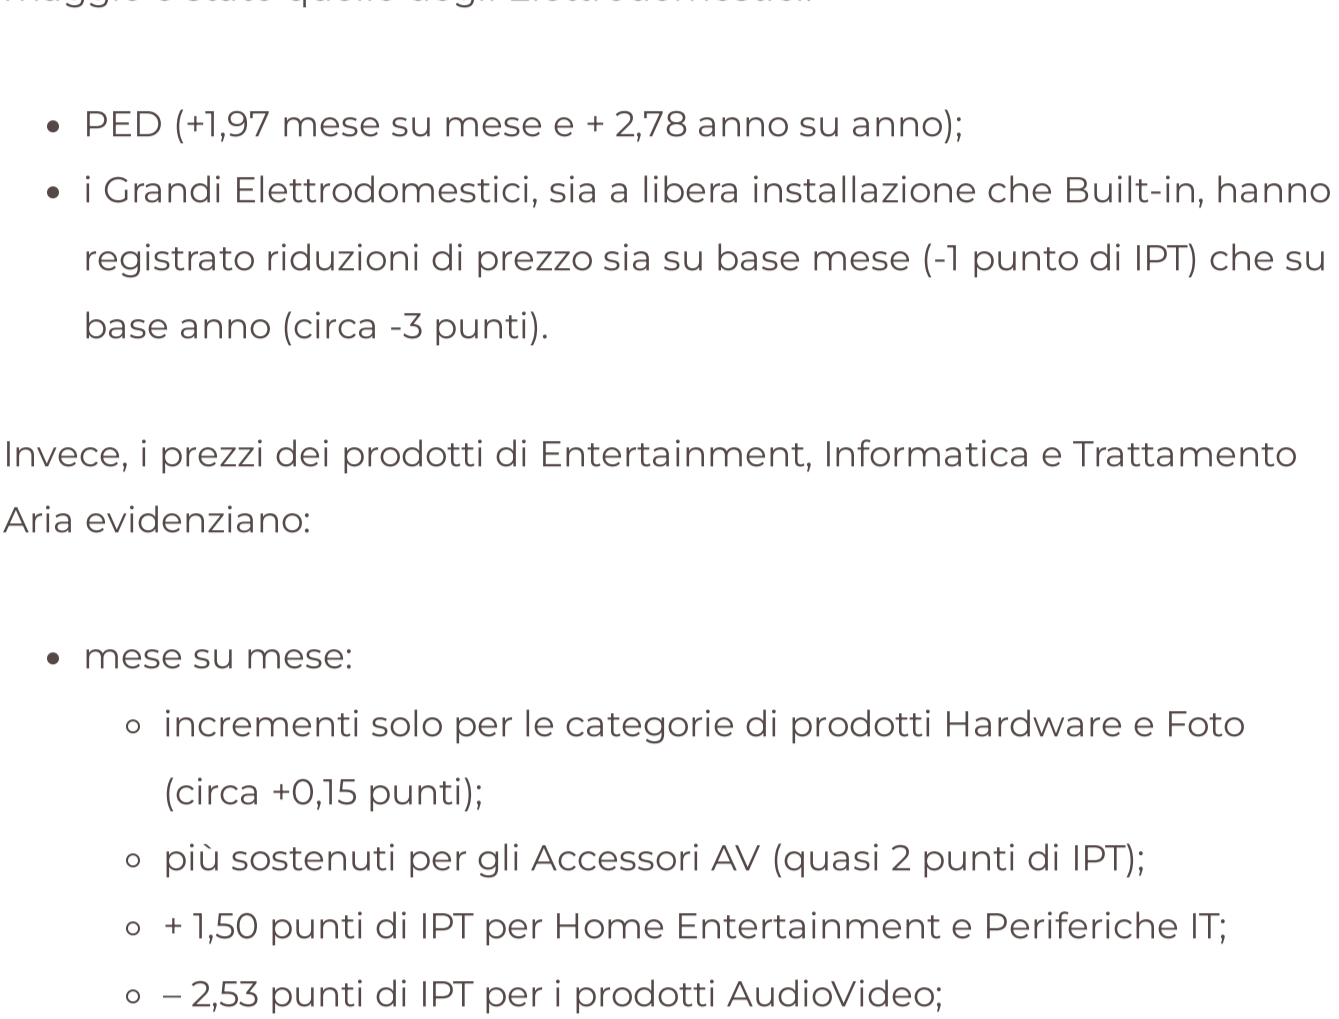 PED (+1,97 mese su mese e + 2,78 anno su anno);
i Grandi Elettrodomestici, sia a libera installazione che Built-in, hanno
registrato riduzioni di prezzo sia su base mese (-1 punto di IPT) che su
base anno (circa -3 punti).
Invece, i prezzi dei prodotti di Entertainment, Informatica e Trattamento
Aria evidenziano:
mese su mese:
incrementi solo per le categorie di prodotti Hardware e Foto
(circa +0,15 punti);
più sostenuti per gli Accessori AV (quasi 2 punti di IPT);
+ 1,50 punti di IPT per Home Entertainment e Periferiche IT;
– 2,53 punti di IPT per i prodotti AudioVideo;